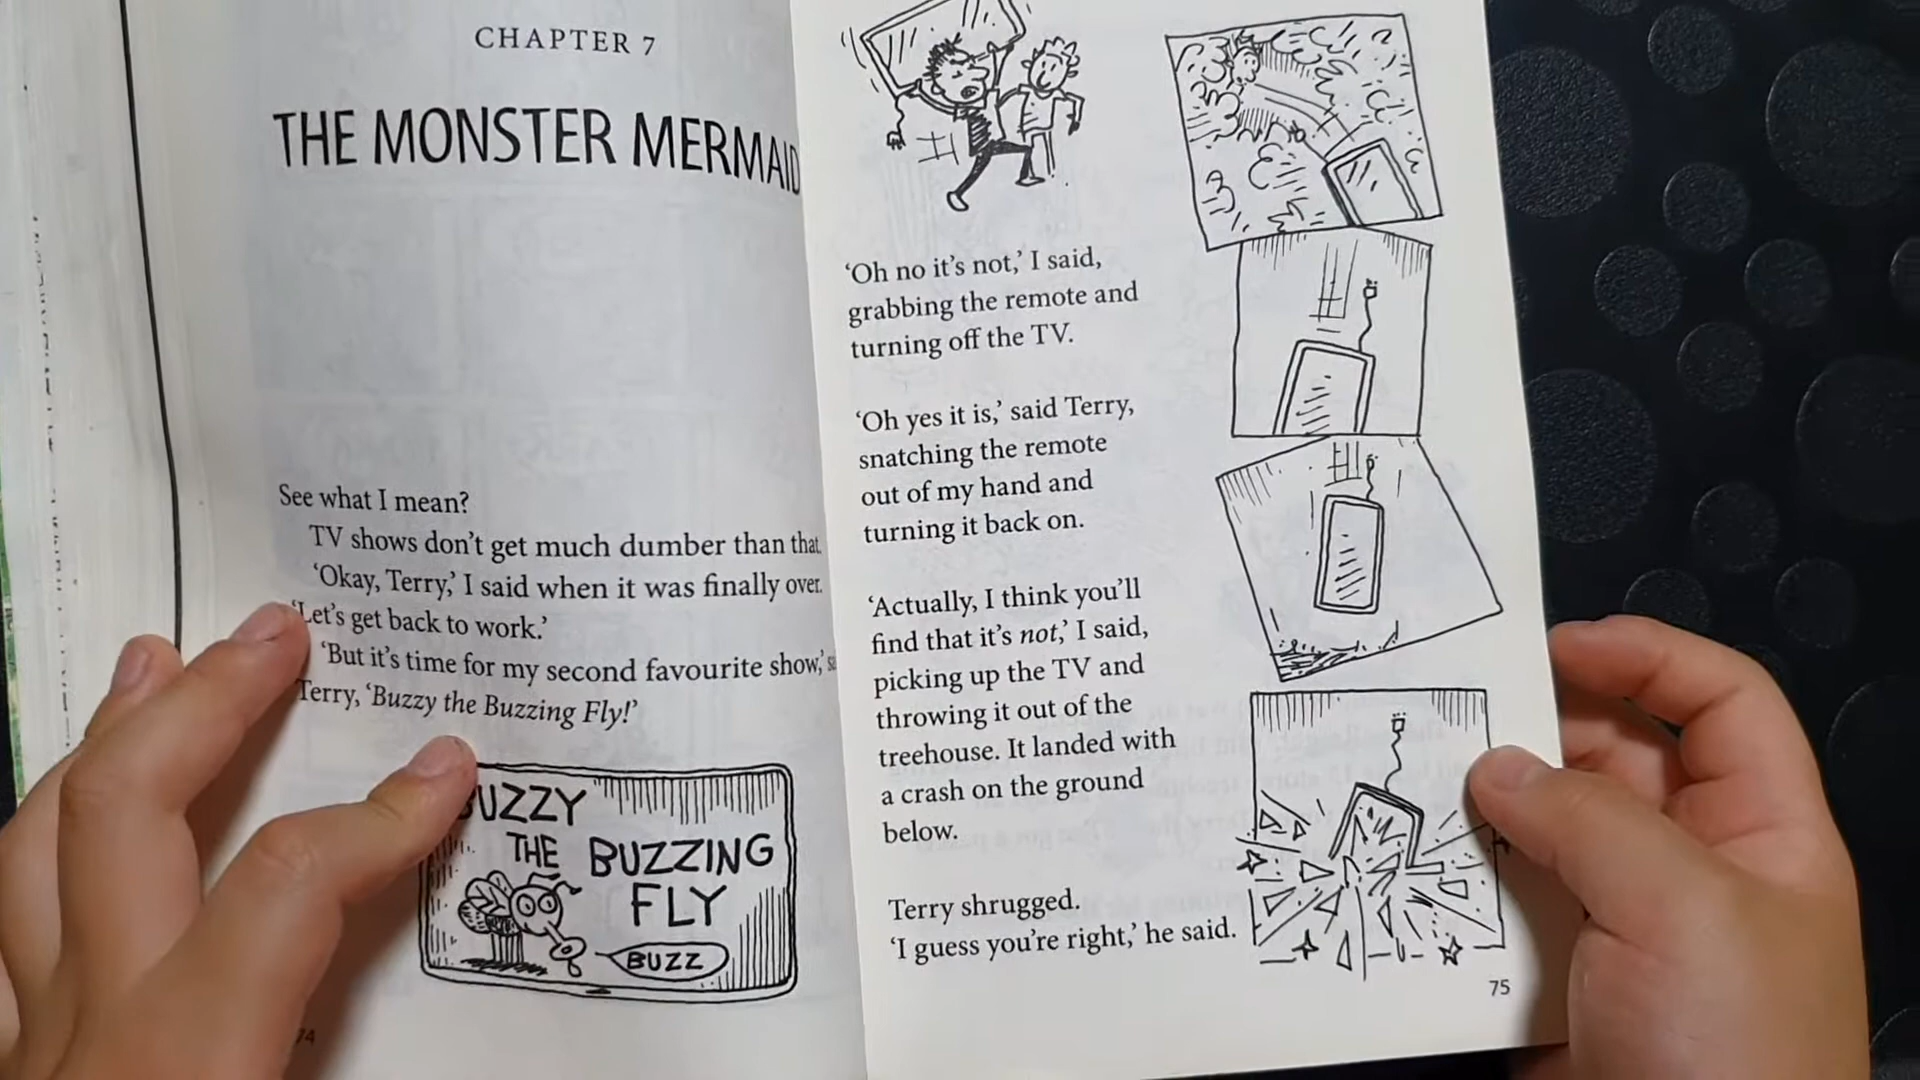 CHAPTER 7
THE MONSTER MERMAID
See what I mean?
TV shows don't get much dumber than that.
'Okay, Terry,' I said when it was finally over.
'Let's get back to work.'
'But it's time for my second favourite show,'
Terry, 'Buzzy the Buzzing Fly!'
BUZZY
THE BUZZING
FLY
BUZZ
74
'Oh no it's not,' I said,
grabbing the remote and
turning off the TV.
'Oh yes it is,' said Terry,
snatching the remote
out of my hand and
turning it back on.
'Actually, I think you'll
find that it's not,' I said,
picking up the TV and
throwing it out of the
treehouse. It landed with
a crash on the ground
below.
Terry shrugged.
'I guess you're right,' he said.
75